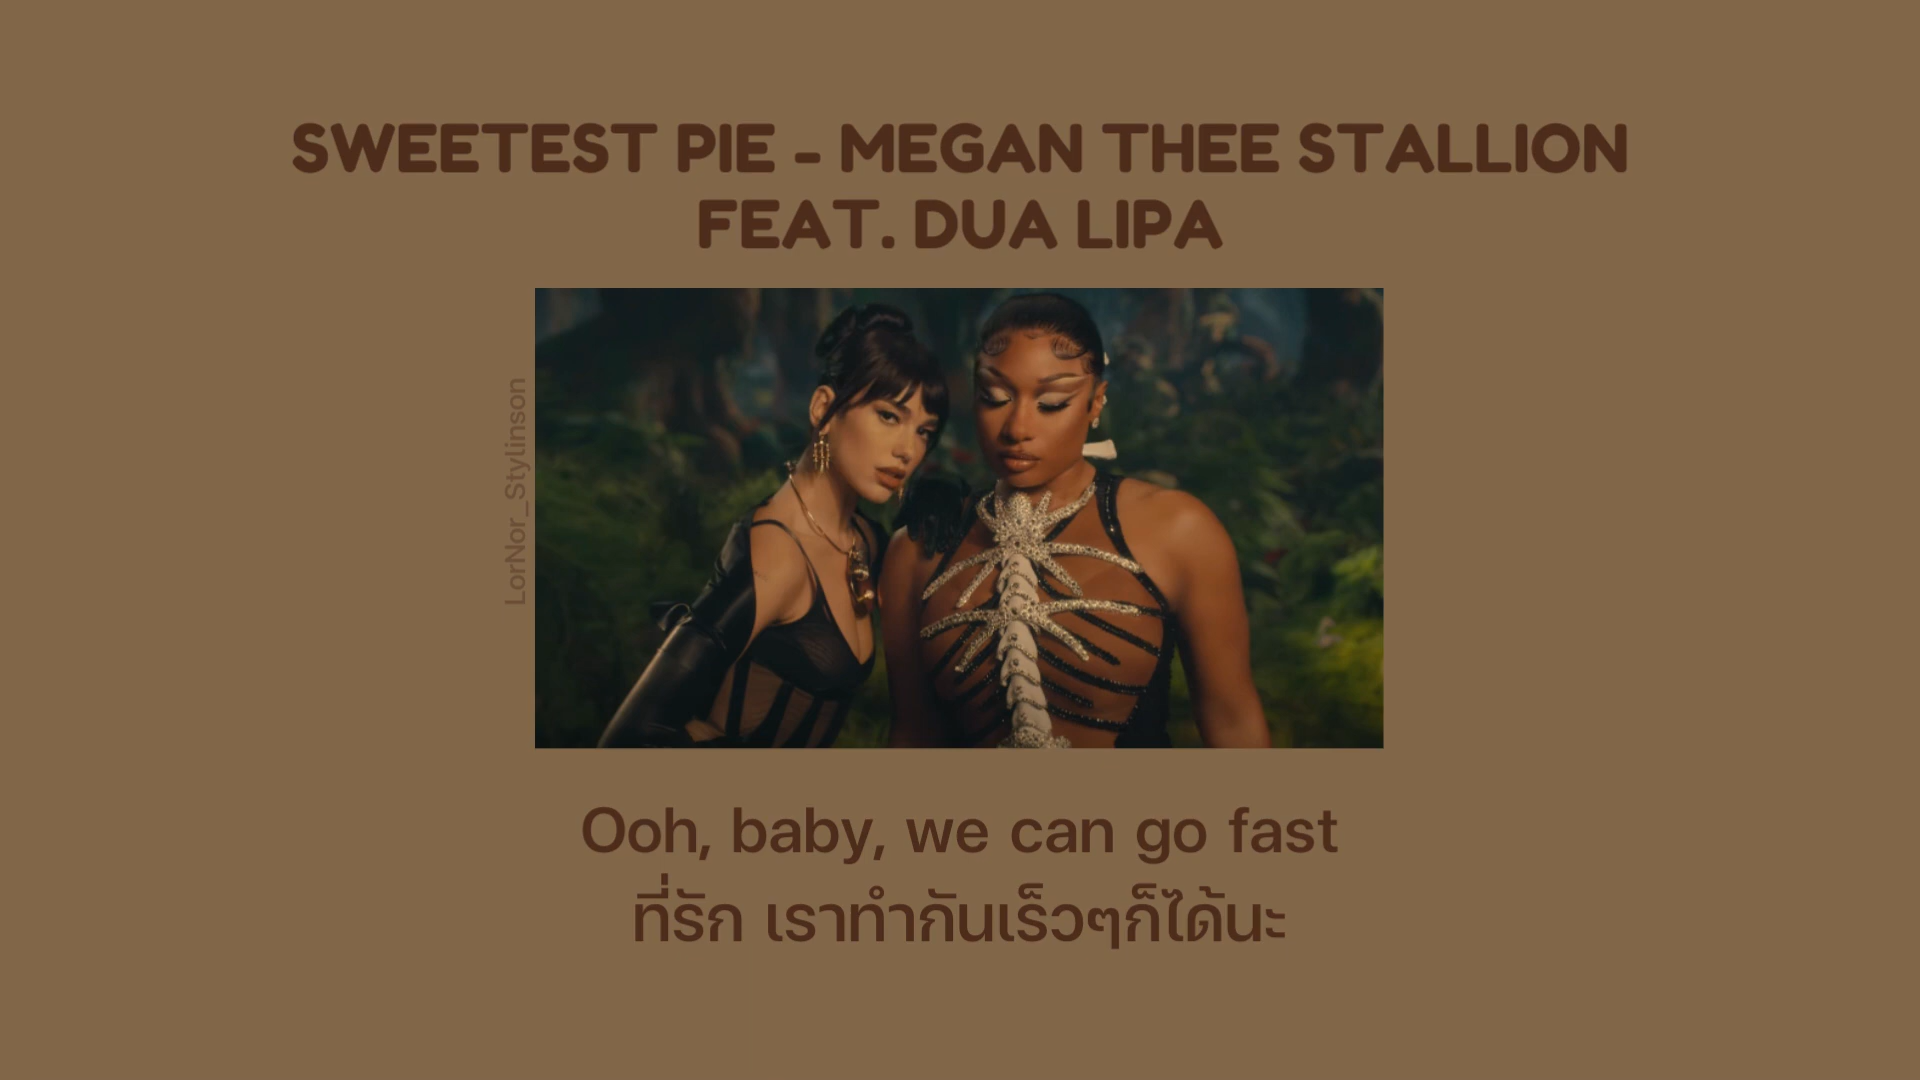 SWEETEST PIE - MEGAN THEE STALLION
FEAT. DUA LIPA
LorNor_Stylinson
Ooh, baby, we can go fast
ที่รัก เราทำกันเร็วๆก็ได้นะ